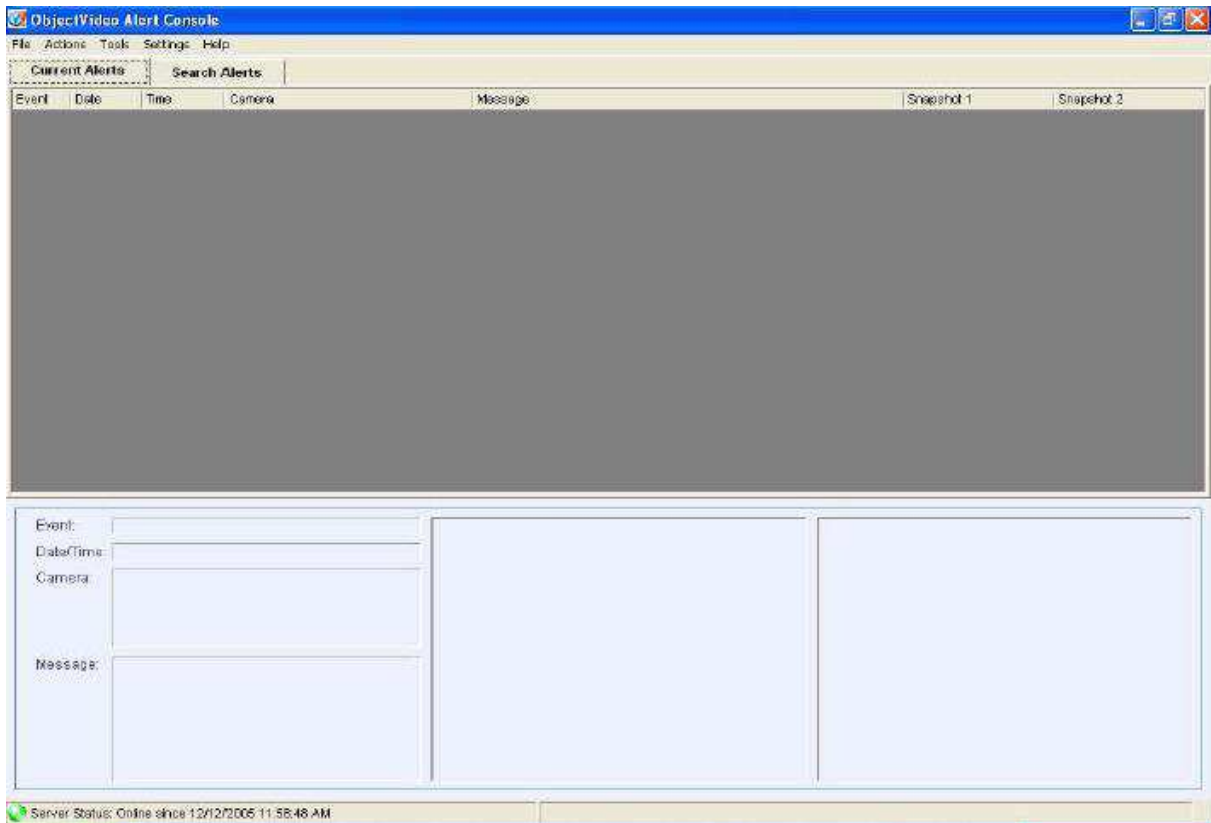 ObjectVideo Alert Console
File Actions Tools Settings Help
Current Alerts Search Alerts
Event Date Time Camera Message Snapshot 1 Snapshot 2
Event:
Date/Time:
Camera:
Message:
Server Status: Online since 12/12/2005 11:58:48 AM